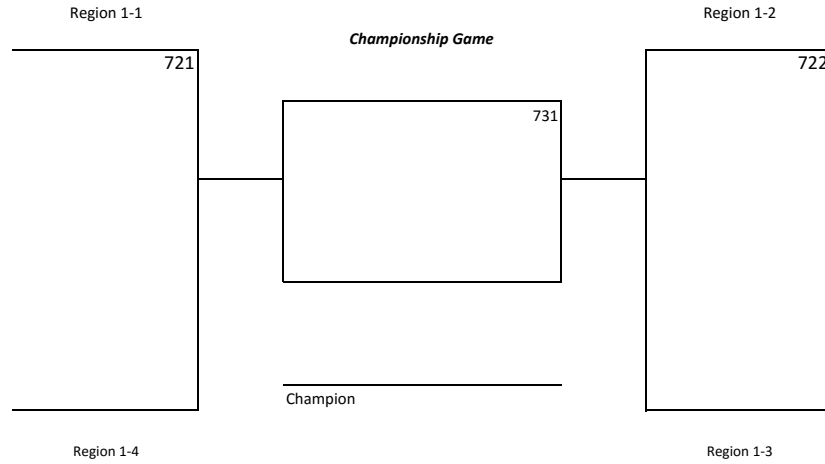 Region 1-1
Region 1-2
Championship Game
721
722
731
Champion
Region 1-4
Region 1-3